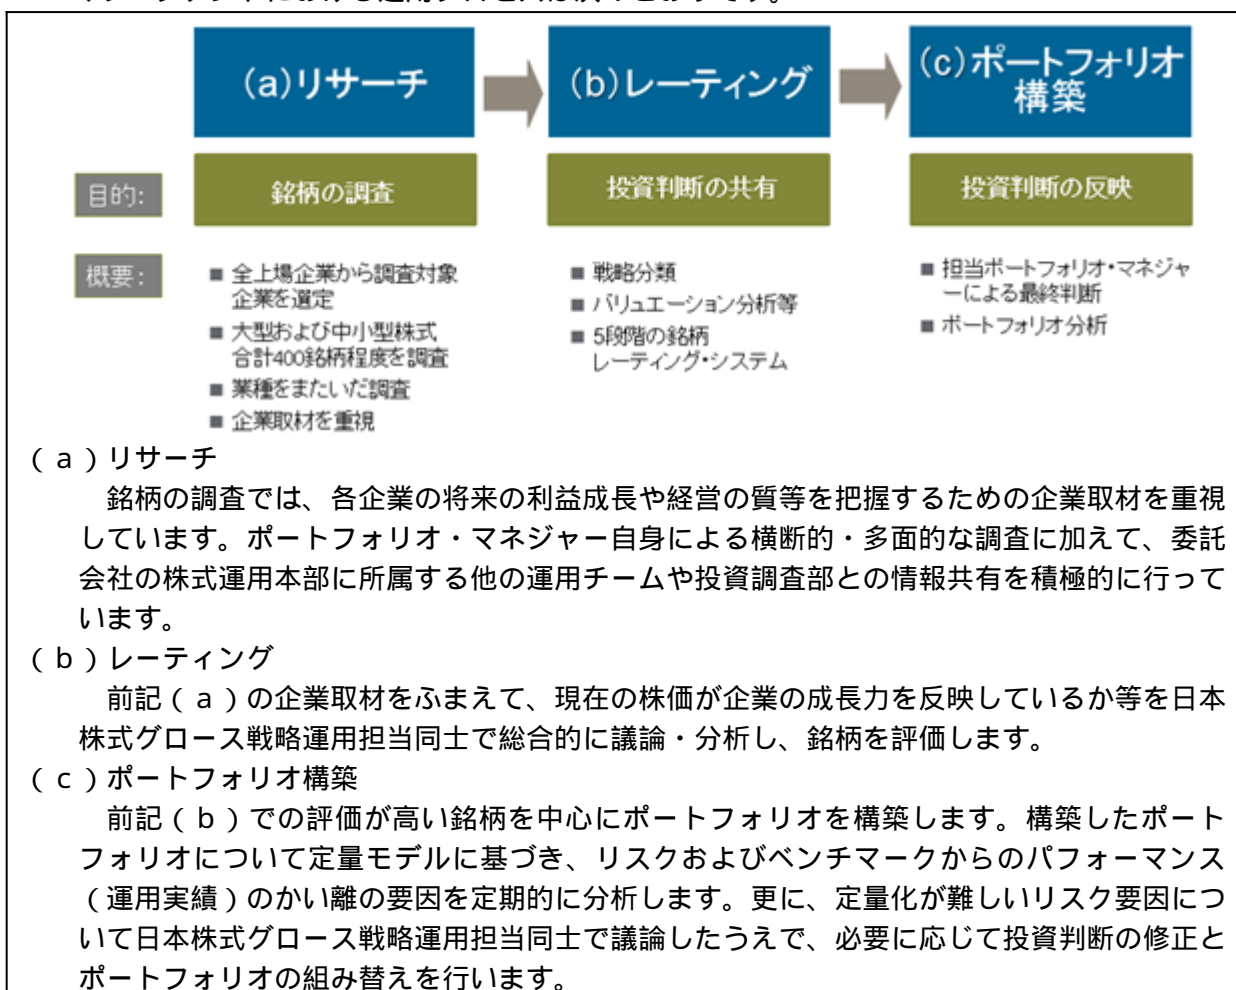 (a)リサーチ
(b)レーティング
(c)ポートフォリオ
構築
目的:
銘柄の調査
投資判断の共有
投資判断の反映
概要:
■ 全上場企業から調査対象
企業を選定
■ 大型および中小型株式
合計400銘柄程度を調査
■ 業種をまたいだ調査
■ 企業取材を重視
■ 戦略分類
■ バリュエーション分析等
■ 5段階の銘柄
レーティング・システム
■ 担当ポートフォリオ・マネジャ
ーによる最終判断
■ ポートフォリオ分析
(a)リサーチ
銘柄の調査では、各企業の将来の利益成長や経営の質等を把握するための企業取材を重視
しています。ポートフォリオ・マネジャー自身による横断的・多面的な調査に加えて、委託
会社の株式運用本部に所属する他の運用チームや投資調査部との情報共有を積極的に行って
います。
(b)レーティング
前記(a)の企業取材をふまえて、現在の株価が企業の成長力を反映しているか等を日本
株式グロース戦略運用担当同士で総合的に議論・分析し、銘柄を評価します。
(c)ポートフォリオ構築
前記(b)での評価が高い銘柄を中心にポートフォリオを構築します。構築したポート
フォリオについて定量モデルに基づき、リスクおよびベンチマークからのパフォーマンス
(運用実績)のかい離の要因を定期的に分析します。更に、定量化が難しいリスク要因につ
いて日本株式グロース戦略運用担当同士で議論したうえで、必要に応じて投資判断の修正と
ポートフォリオの組み替えを行います。